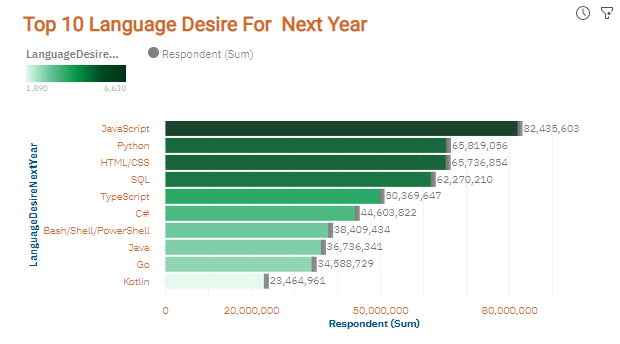 Top 10 Language Desire For Next Year
LanguageDesire...
Respondent (Sum)
1,890 6,630
LanguageDesireNextYear
JavaScript 82,435,603
Python 65,819,056
HTML/CSS 65,736,854
SQL 62,270,210
TypeScript 50,369,647
C# 44,603,822
Bash/Shell/PowerShell 38,409,434
Java 36,736,341
Go 34,588,729
Kotlin 23,464,961
0 20,000,000 50,000,000 80,000,000
Respondent (Sum)